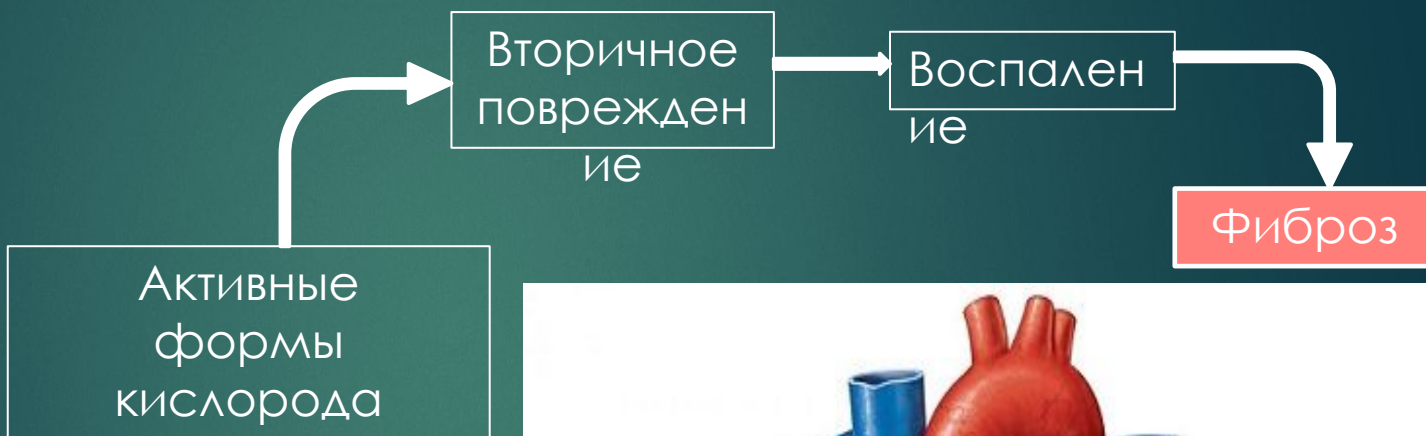 Вторичное
поврежден
ие
Воспален
ие
Фиброз
Активные
формы
кислорода